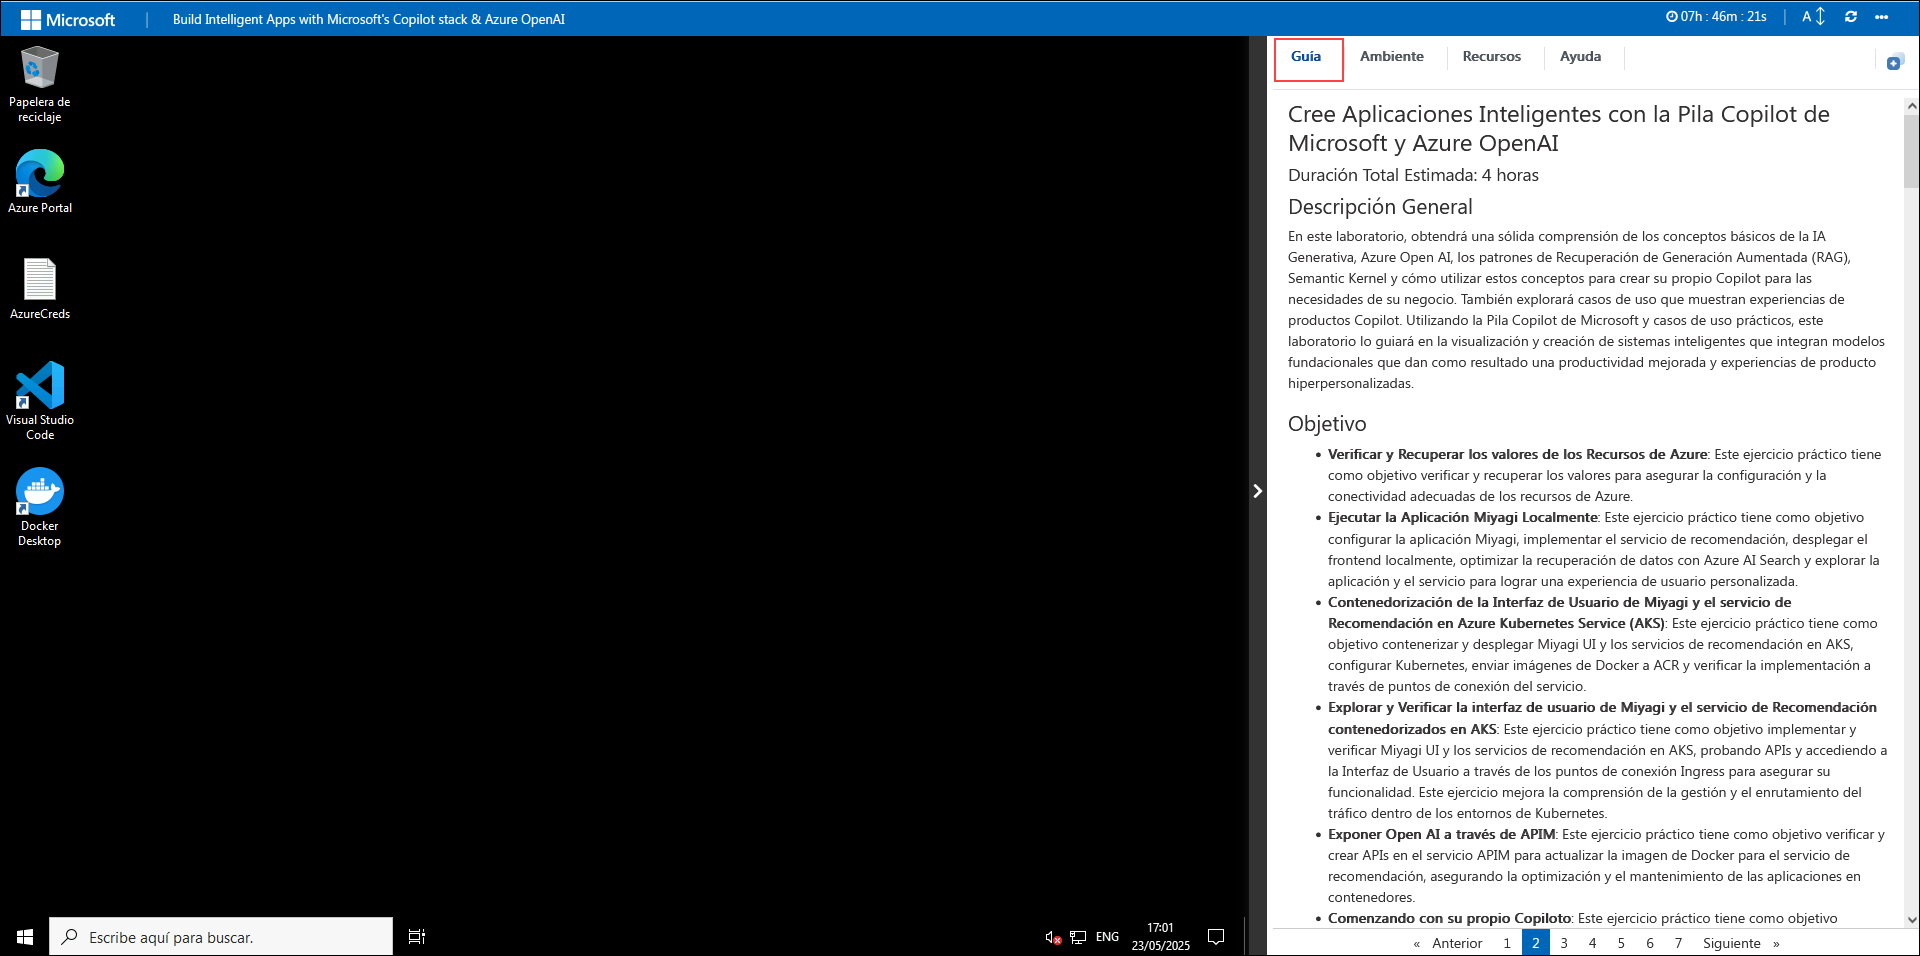 Microsoft
Build Intelligent Apps with Microsoft's Copilot stack & Azure OpenAI
07h : 46m : 21s
A
Papelera de
reciclaje
Azure Portal
AzureCreds
Visual Studio
Code
Docker
Desktop
Escribe aquí para buscar.
ENG
17:01
23/05/2025
Guía
Ambiente
Recursos
Ayuda
Cree Aplicaciones Inteligentes con la Pila Copilot de
Microsoft y Azure OpenAI
Duración Total Estimada: 4 horas
Descripción General
En este laboratorio, obtendrá una sólida comprensión de los conceptos básicos de la IA
Generativa, Azure Open AI, los patrones de Recuperación de Generación Aumentada (RAG),
Semantic Kernel y cómo utilizar estos conceptos para crear su propio Copilot para las
necesidades de su negocio. También explorará casos de uso que muestran experiencias de
productos Copilot. Utilizando la Pila Copilot de Microsoft y casos de uso prácticos, este
laboratorio lo guiará en la visualización y creación de sistemas inteligentes que integran modelos
fundacionales que dan como resultado una productividad mejorada y experiencias de producto
hiperpersonalizadas.
Objetivo
• Verificar y Recuperar los valores de los Recursos de Azure: Este ejercicio práctico tiene
como objetivo verificar y recuperar los valores para asegurar la configuración y la
conectividad adecuadas de los recursos de Azure.
• Ejecutar la Aplicación Miyagi Localmente: Este ejercicio práctico tiene como objetivo
configurar la aplicación Miyagi, implementar el servicio de recomendación, desplegar el
frontend localmente, optimizar la recuperación de datos con Azure AI Search y explorar la
aplicación y el servicio para lograr una experiencia de usuario personalizada.
• Contenedorización de la Interfaz de Usuario de Miyagi y el servicio de
Recomendación en Azure Kubernetes Service (AKS): Este ejercicio práctico tiene como
objetivo contenerizar y desplegar Miyagi UI y los servicios de recomendación en AKS,
configurar Kubernetes, enviar imágenes de Docker a ACR y verificar la implementación a
través de puntos de conexión del servicio.
• Explorar y Verificar la interfaz de usuario de Miyagi y el servicio de Recomendación
contenedorizados en AKS: Este ejercicio práctico tiene como objetivo implementar y
verificar Miyagi UI y los servicios de recomendación en AKS, probando APIs y accediendo a
la Interfaz de Usuario a través de los puntos de conexión Ingress para asegurar su
funcionalidad. Este ejercicio mejora la comprensión de la gestión y el enrutamiento del
tráfico dentro de los entornos de Kubernetes.
• Exponer Open AI a través de APIM: Este ejercicio práctico tiene como objetivo verificar y
crear APIs en el servicio APIM para actualizar la imagen de Docker para el servicio de
recomendación, asegurando la optimización y el mantenimiento de las aplicaciones en
contenedores.
• Comenzando con su propio Copiloto: Este ejercicio práctico tiene como objetivo
« Anterior 1 2 3 4 5 6 7 Siguiente »